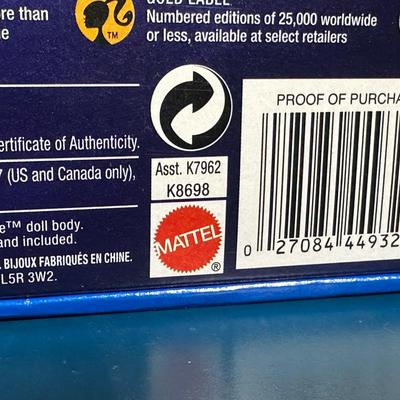 ore than
GOLD LABEL
Numbered editions of 25,000 worldwide
or less, available at select retailers
TM
PROOF OF PURCHA
ertificate of Authenticity.
7 (US and Canada only),
Asst. K7962
K8698
e™ doll body.
and included.
MATTEL
®
0 27084 44932
BIJOUX FABRIQUÉS EN CHINE.
L5R 3W2.